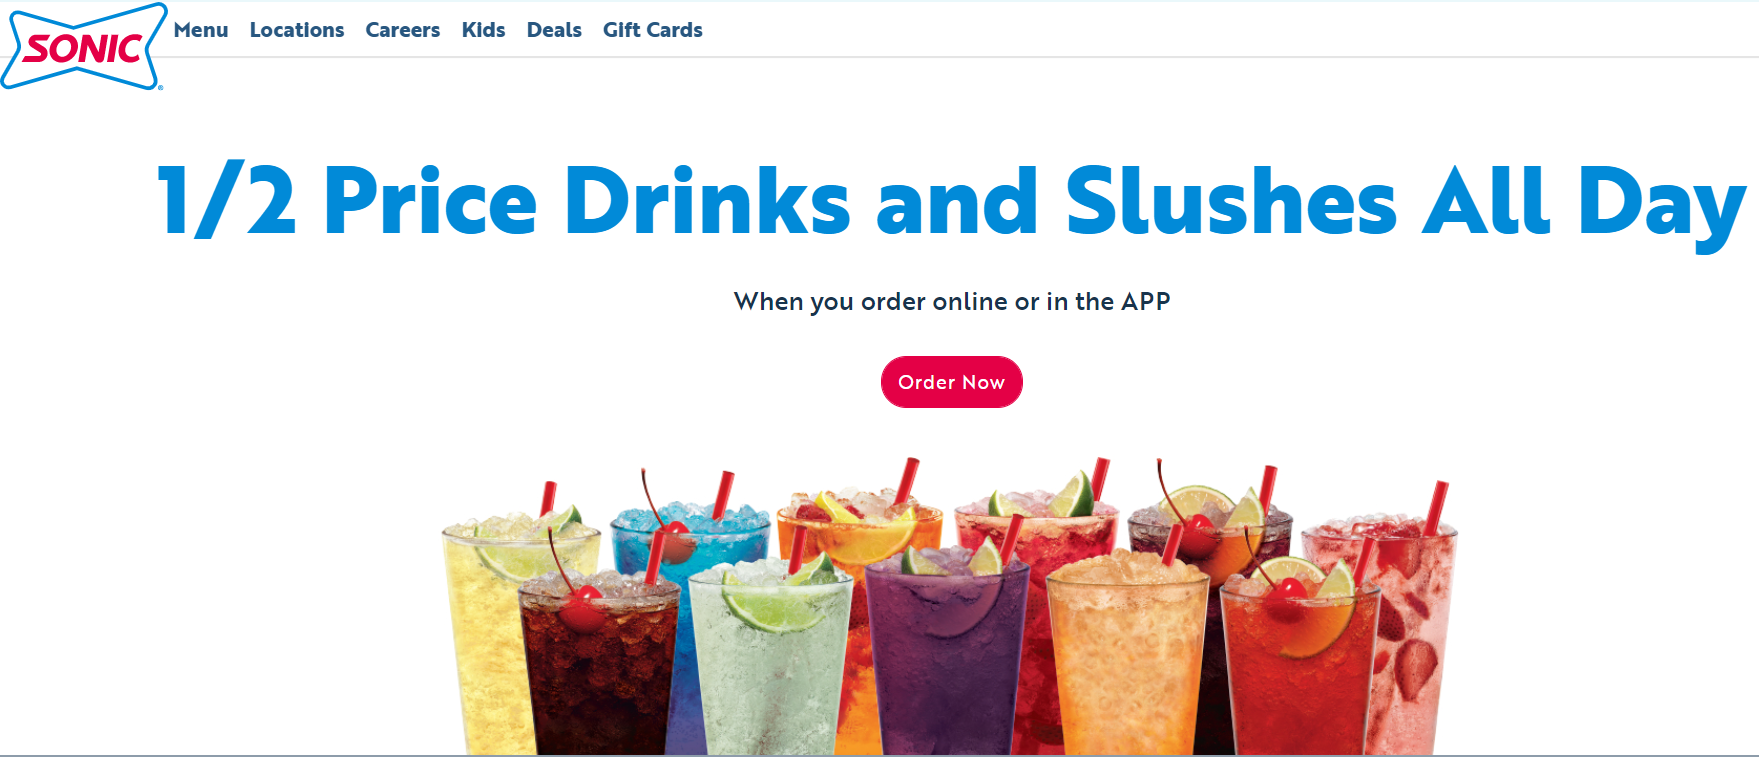 SONIC
Menu Locations Careers Kids Deals Gift Cards
1/2 Price Drinks and Slushes All Day
When you order online or in the APP
Order Now